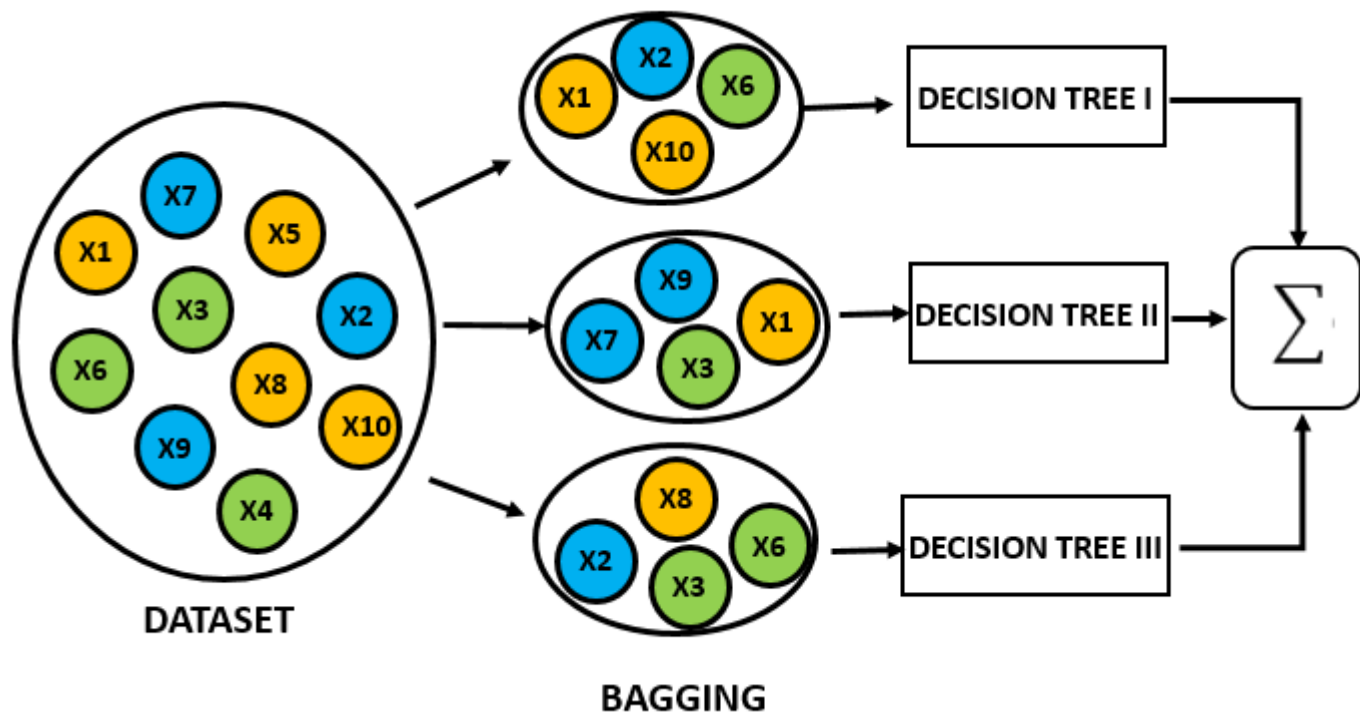 X7
X1
X5
X3
X2
X6
X8
X10
X9
X4
DATASET
X2
X1
X6
X10
X9
X7
X1
X3
X8
X2
X6
X3
BAGGING
DECISION TREE I
DECISION TREE II
DECISION TREE III
∑